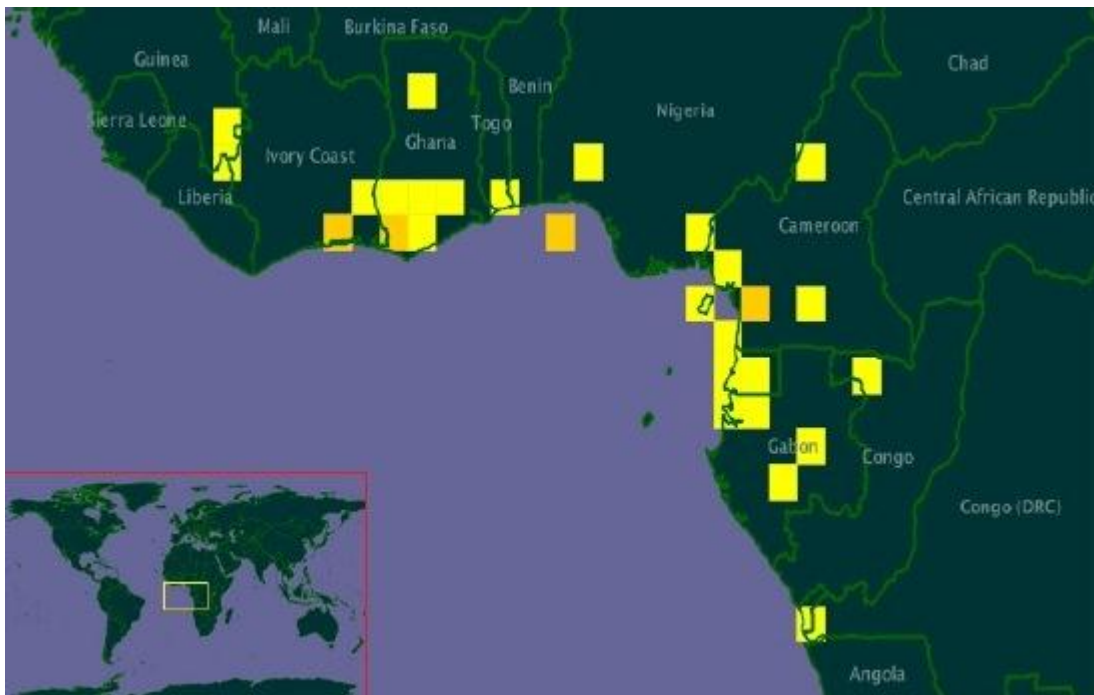 Mali
Burkina Faso
Guinea
Chad
Benin
Nigeria
Sierra Leone
Togo
Ghana
Ivory Coast
Liberia
Central African Republic
Cameroon
Gabon
Congo
Congo (DRC)
Angola